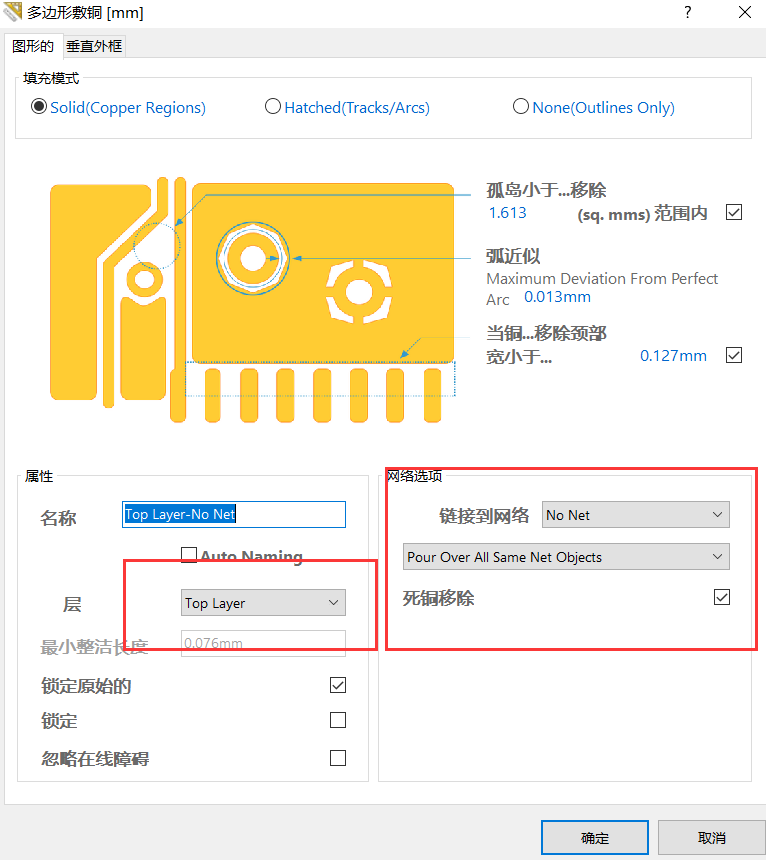 多边形敷铜 [mm]
?
图形的 垂直外框
填充模式
Solid(Copper Regions) Hatched(Tracks/Arcs) None(Outlines Only)
孤岛小于...移除
1.613 (sq. mms) 范围内
弧近似
Maximum Deviation From Perfect
Arc 0.013mm
当铜...移除颈部
宽小于... 0.127mm
属性
名称 Top Layer-No Net
Auto Naming
层 Top Layer
最小整洁长度 0.076mm
锁定原始的
锁定
忽略在线障碍
网络选项
链接到网络 No Net
Pour Over All Same Net Objects
死铜移除
确定 取消